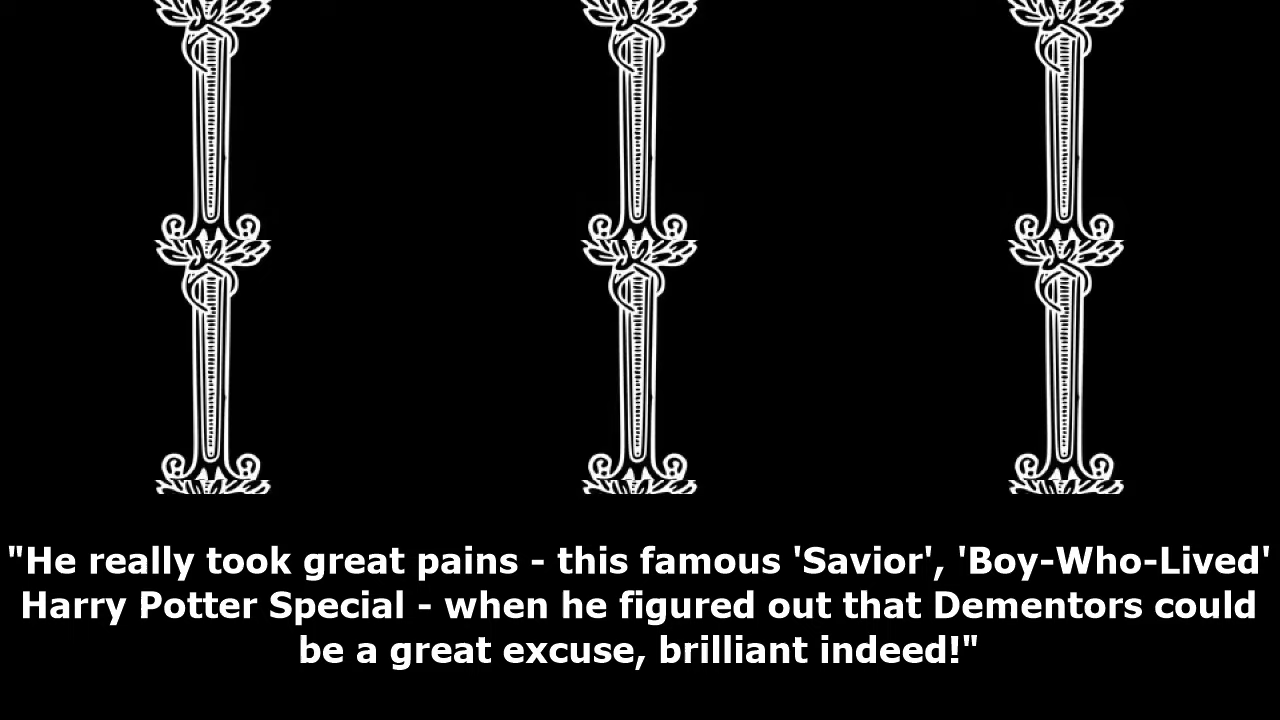 "He really took great pains - this famous 'Savior', 'Boy-Who-Lived'
Harry Potter Special - when he figured out that Dementors could
be a great excuse, brilliant indeed!"